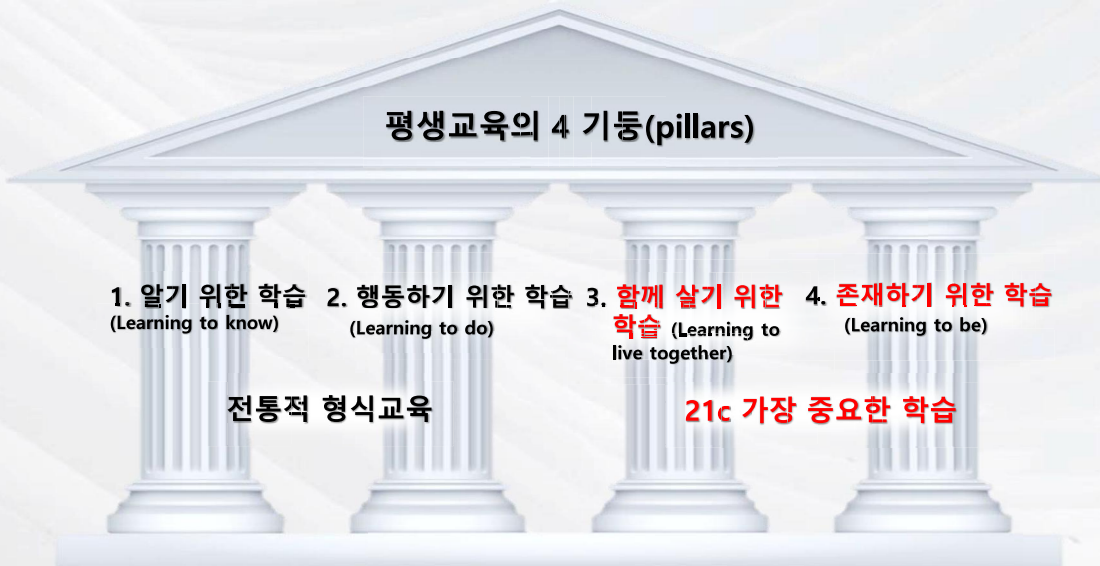 평생교육의 4 기둥(pillars)
1. 알기 위한 학습
(Learning to know)
2. 행동하기 위한 학습
(Learning to do)
3. 함께 살기 위한
학습 (Learning to
live together)
4. 존재하기 위한 학습
(Learning to be)
전통적 형식교육
21c 가장 중요한 학습